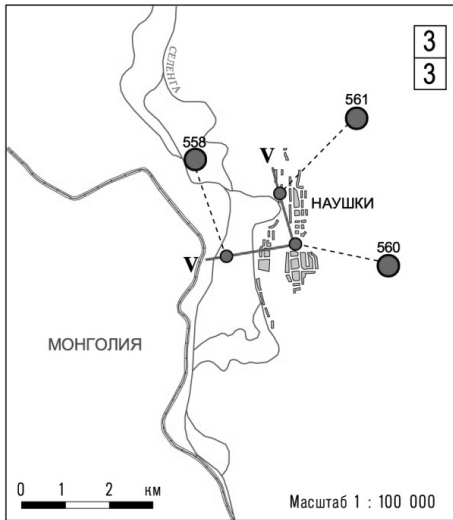 3
3
СЕЛЕНГА
561
558
V
НАУШКИ
V
560
МОНГОЛИЯ
0 1 2 км
Масштаб 1 : 100 000